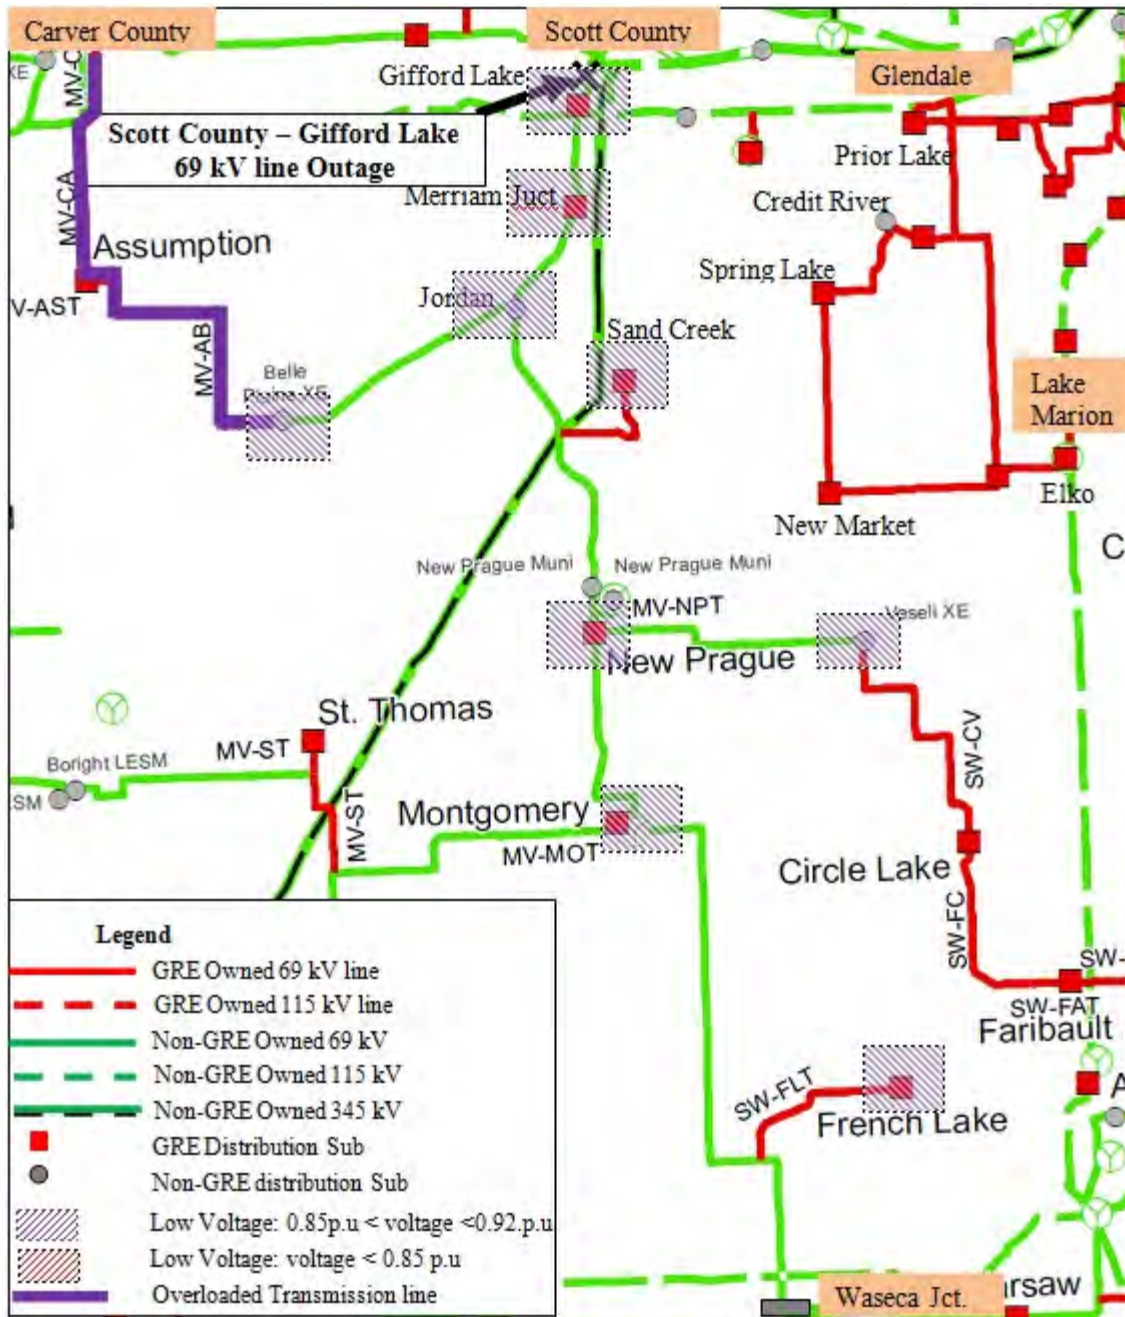 Carver County
Scott County
Gifford Lake
Glendale
XE
MV-C
Scott County – Gifford Lake
69 kV line Outage
Prior Lake
MV-CA
Merriam Juct
Credit River
Assumption
Spring Lake
V-AST
Jordan
Sand Creek
MV-AB
Belle
Plaine XE
Lake
Marion
Elko
New Market
C
New Prague Muni
New Prague Muni
MV-NPT
Veseli XE
New Prague
St. Thomas
MV-ST
SW-CV
Boright LESM
SM
MV-ST
Montgomery
MV-MOT
Circle Lake
SW-FC
SW-
SW-FAT
Faribault
SW-FLT
A
French Lake
Waseca Jct.
arsaw
Legend
GRE Owned 69 kV line
GRE Owned 115 kV line
Non-GRE Owned 69 kV
Non-GRE Owned 115 kV
Non-GRE Owned 345 kV
GRE Distribution Sub
Non-GRE distribution Sub
Low Voltage: 0.85p.u < voltage <0.92.p.u
Low Voltage: voltage < 0.85 p.u
Overloaded Transmission line